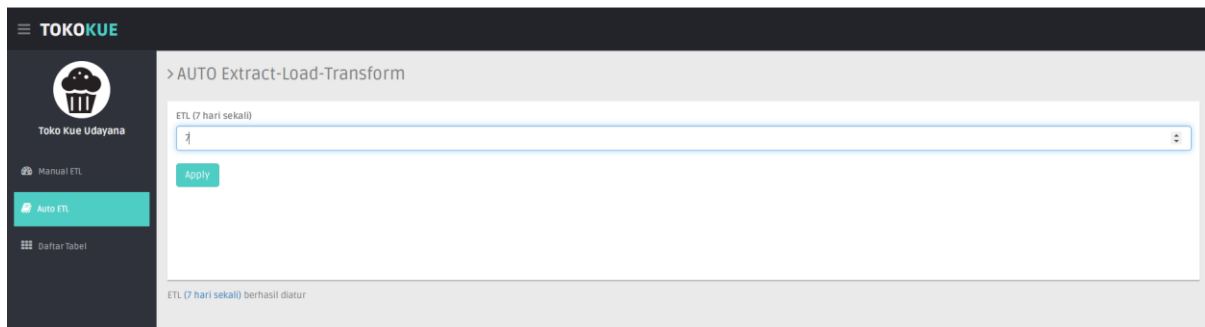 TOKOKUE
Toko Kue Udayana
Manual ETL
Auto ETL
Daftar Tabel
> AUTO Extract-Load-Transform
ETL (7 hari sekali)
7
Apply
ETL (7 hari sekali) berhasil diatur